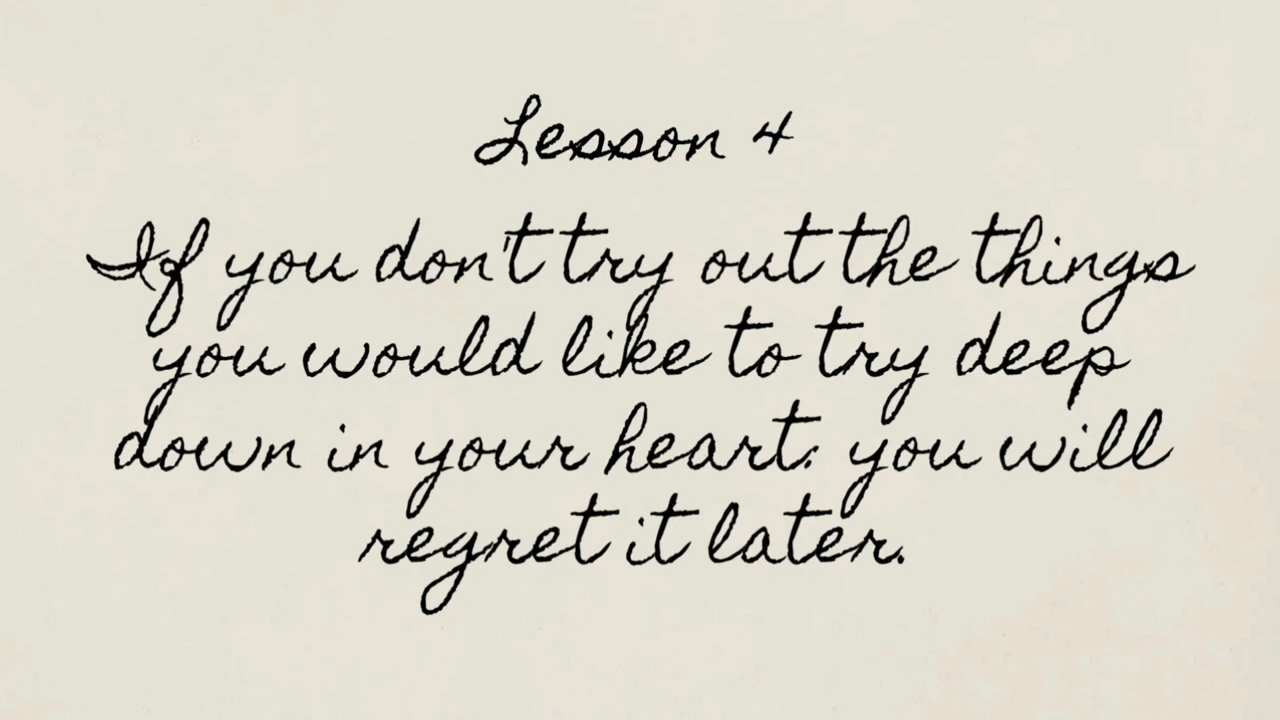 Lesson 4
If you don't try out the things
you would like to try deep
down in your heart: you will
regret it later.